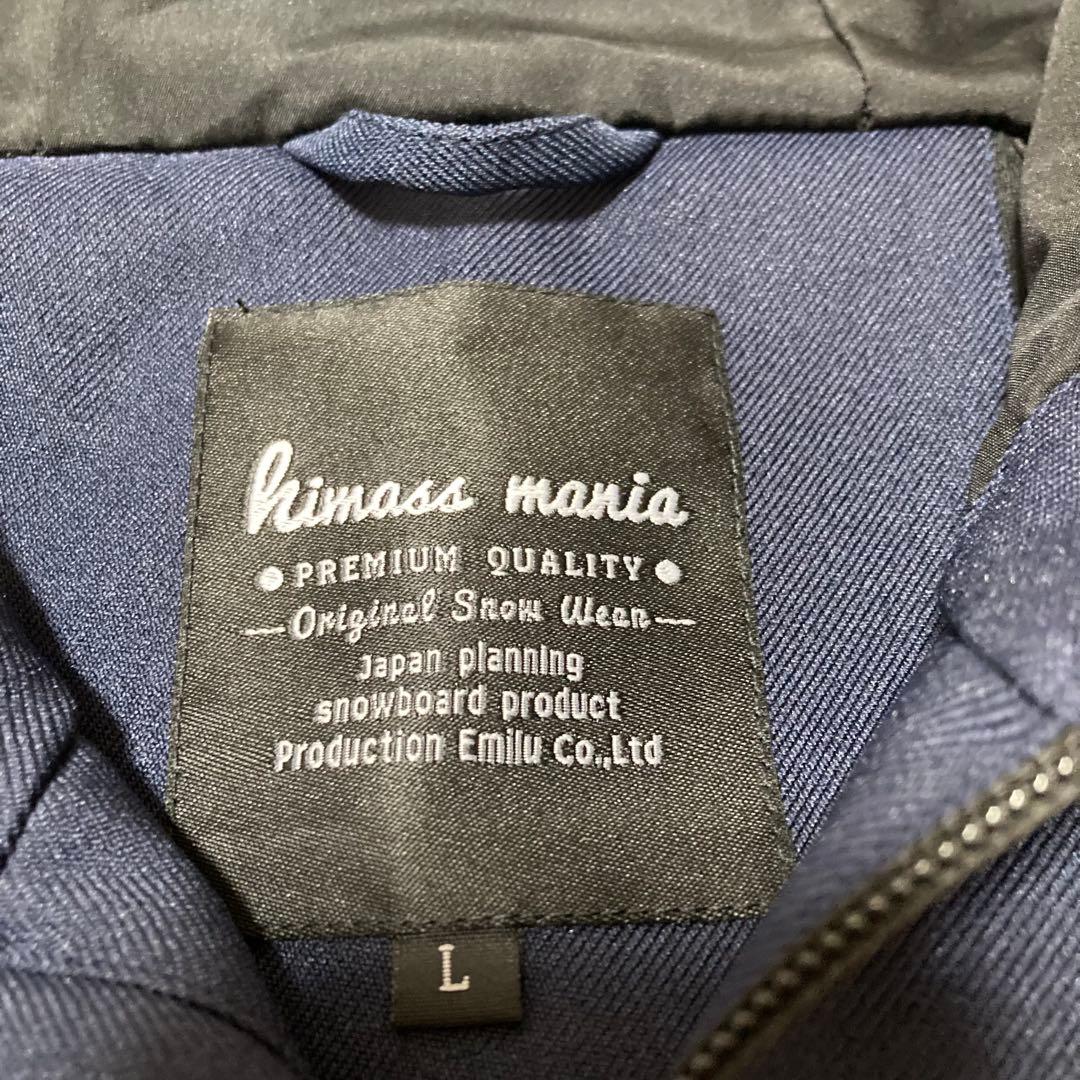 himass mania
• PREMIUM QUALITY •
— Original Snow Wear —
Japan planning
snowboard product
Production Emilu Co.,Ltd
L